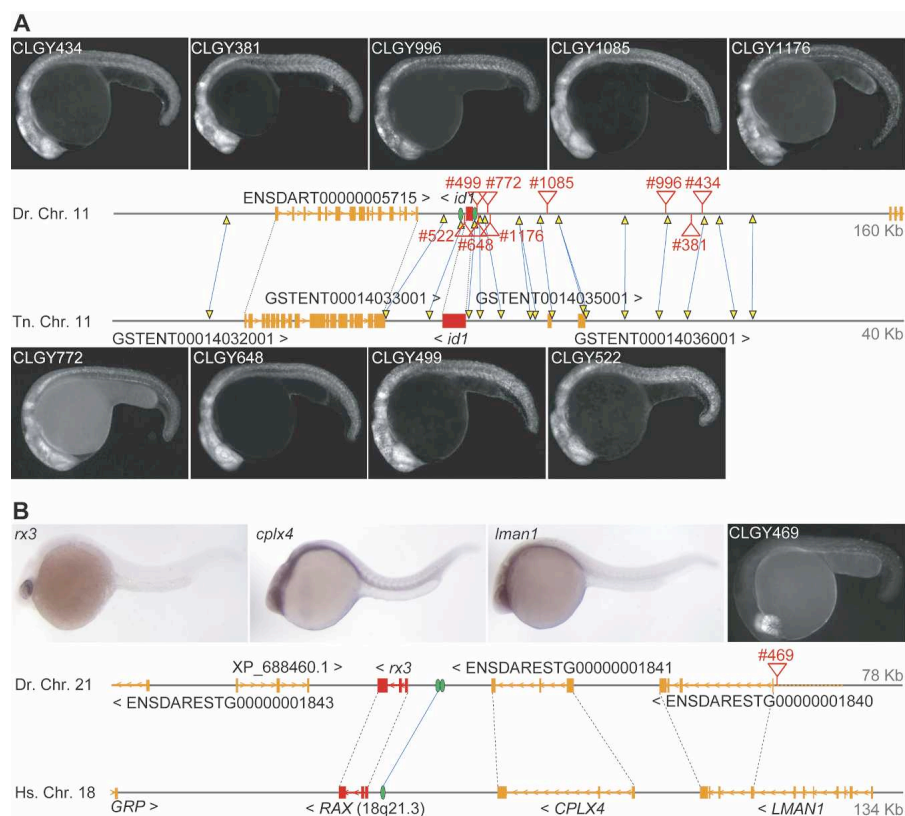 A
CLGY434 CLGY381 CLGY996 CLGY1085 CLGY1176
ENSDART00000005715 > < id1 #499 #772 #1085 #996 #434
Dr. Chr. 11
#522 #648 #1176 #381 160 Kb
GSTENT00014033001 > GSTENT0014035001 >
Tn. Chr. 11
GSTENT00014032001 > < id1 GSTENT00014036001 > 40 Kb
CLGY772 CLGY648 CLGY499 CLGY522
B
rx3 cplx4 lman1 CLGY469
XP_688460.1 > < rx3 < ENSDARESTG00000001841 #469
Dr. Chr. 21 78 Kb
< ENSDARESTG00000001843 < ENSDARESTG00000001840
Hs. Chr. 18
GRP > < RAX (18q21.3) < CPLX4 < LMAN1 134 Kb